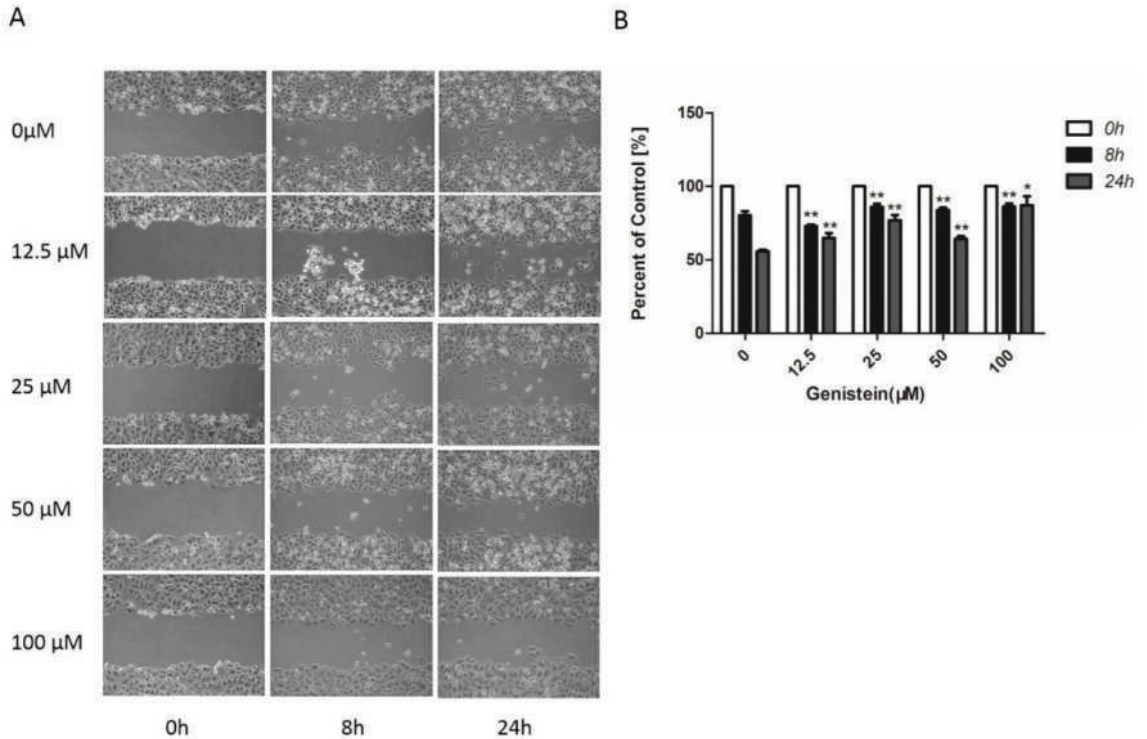 A
0µM
12.5 µM
25 µM
50 µM
100 µM
0h
8h
24h
B
Percent of Control [%]
150
100
50
0
** ** ** ** ** ** ** *
0
12.5
25
50
100
Genistein(µM)
0h
8h
24h